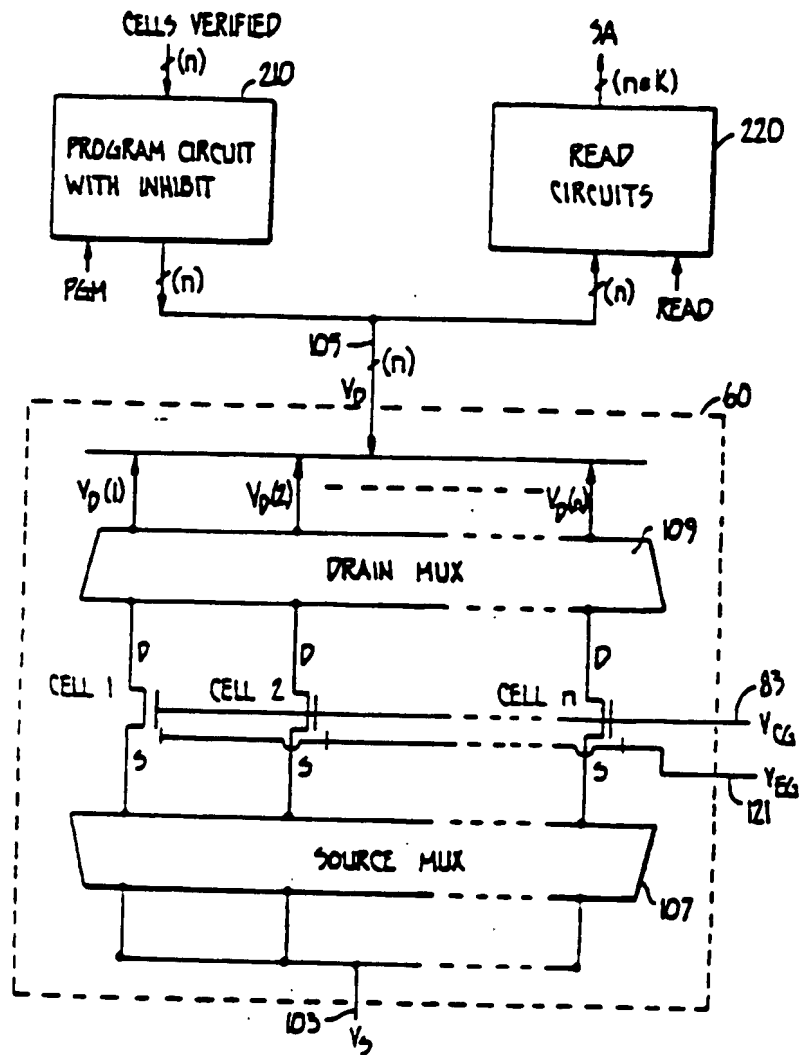 CELLS VERIFIED
(n)
210
PROGRAM CIRCUIT
WITH INHIBIT
PGM
(n)
SA
(n∘K)
220
READ
CIRCUITS
(n)
READ
105
(n)
VD
60
VD(1)
VD(2)
VD(n)
109
DRAIN MUX
D
D
D
CELL 1
CELL 2
CELL n
83
VCG
S
S
S
VEG
121
SOURCE MUX
107
103
VS